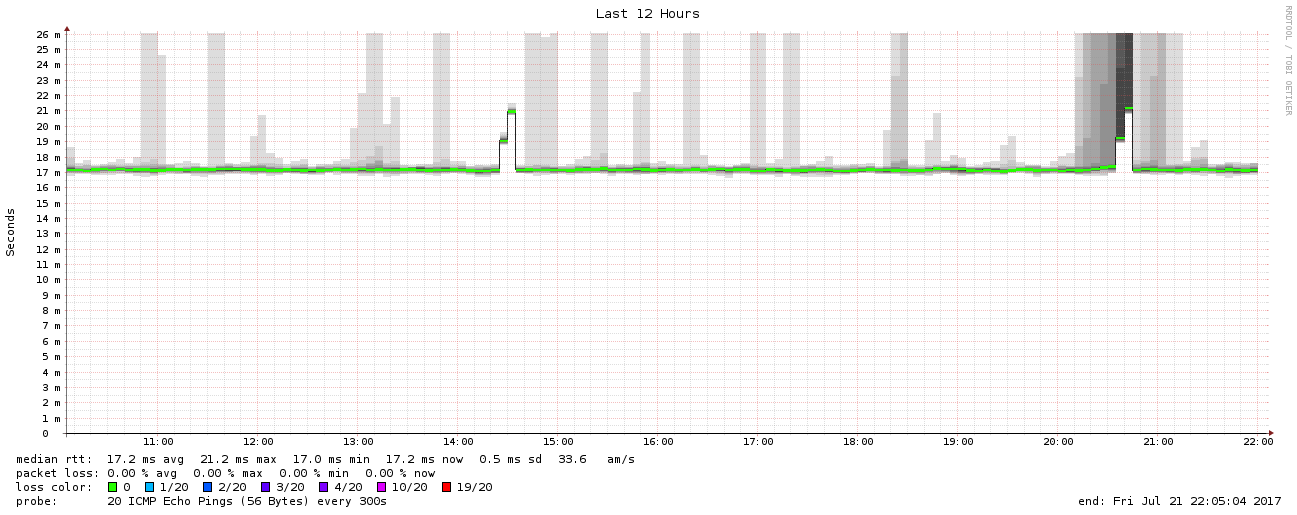 Last 12 Hours
RRDTOOL / TOBI OETIKER
26 m
25 m
24 m
23 m
22 m
21 m
20 m
19 m
18 m
17 m
16 m
15 m
14 m
13 m
12 m
11 m
10 m
9 m
8 m
7 m
6 m
5 m
4 m
3 m
2 m
1 m
0
Seconds
11:00 12:00 13:00 14:00 15:00 16:00 17:00 18:00 19:00 20:00 21:00 22:00
median rtt: 17.2 ms avg 21.2 ms max 17.0 ms min 17.2 ms now 0.5 ms sd 33.6 am/s
packet loss: 0.00 % avg 0.00 % max 0.00 % min 0.00 % now
loss color: 0 1/20 2/20 3/20 4/20 10/20 19/20
probe: 20 ICMP Echo Pings (56 Bytes) every 300s end: Fri Jul 21 22:05:04 2017